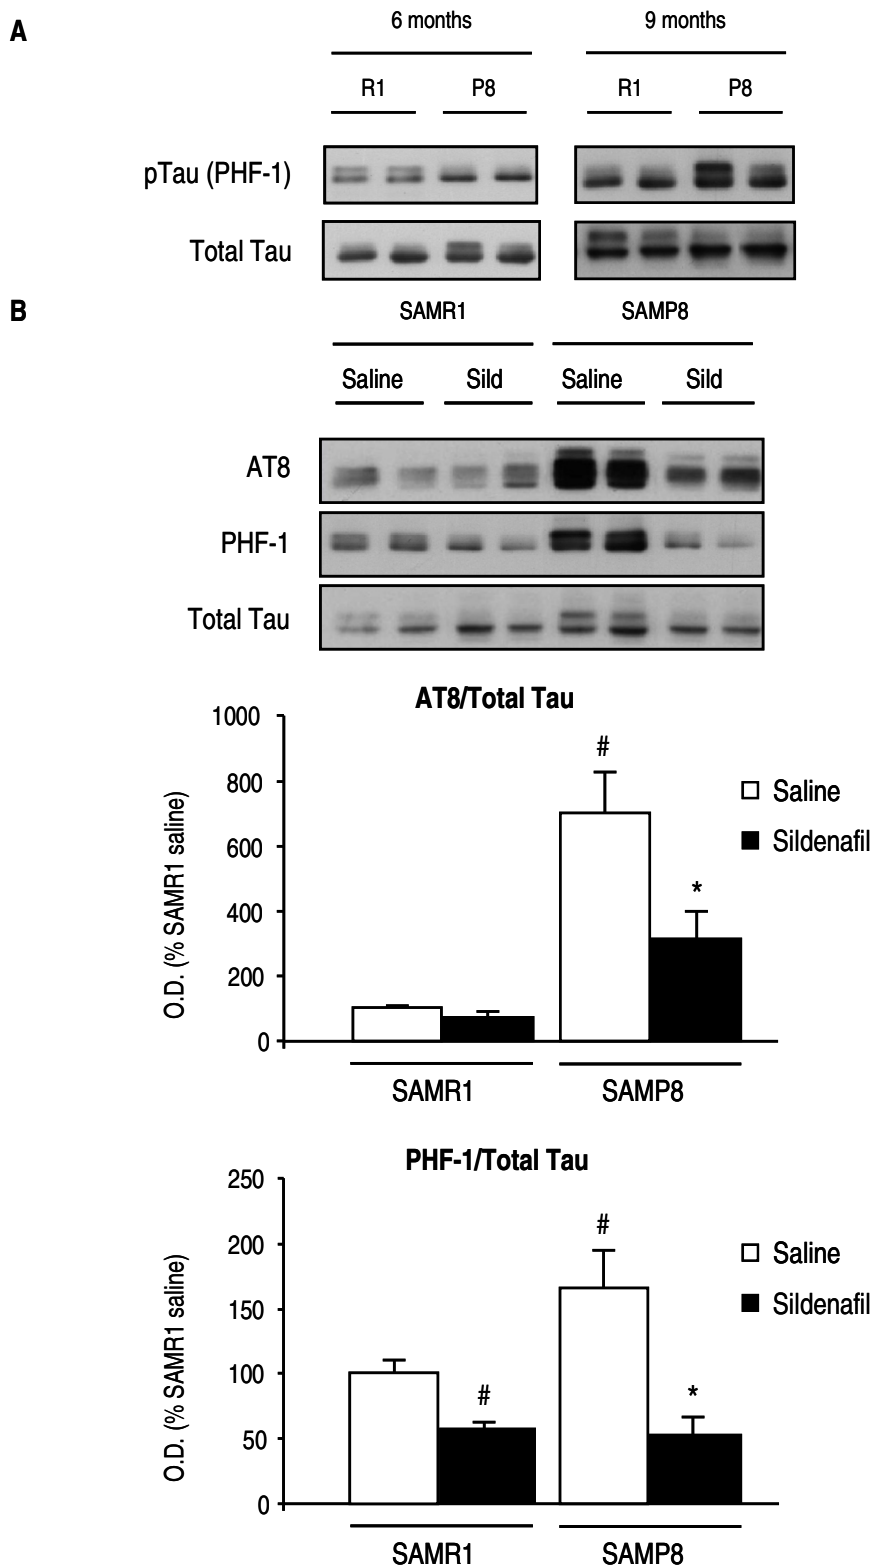 A
6 months 9 months
R1 P8 R1 P8
pTau (PHF-1)
Total Tau
B
SAMR1 SAMP8
Saline Sild Saline Sild
AT8
PHF-1
Total Tau
AT8/Total Tau
1000
800
600
400
200
0
O.D. (% SAMR1 saline)
#
*
Saline
Sildenafil
SAMR1 SAMP8
PHF-1/Total Tau
250
200
150
100
50
0
O.D. (% SAMR1 saline)
#
#
*
Saline
Sildenafil
SAMR1 SAMP8